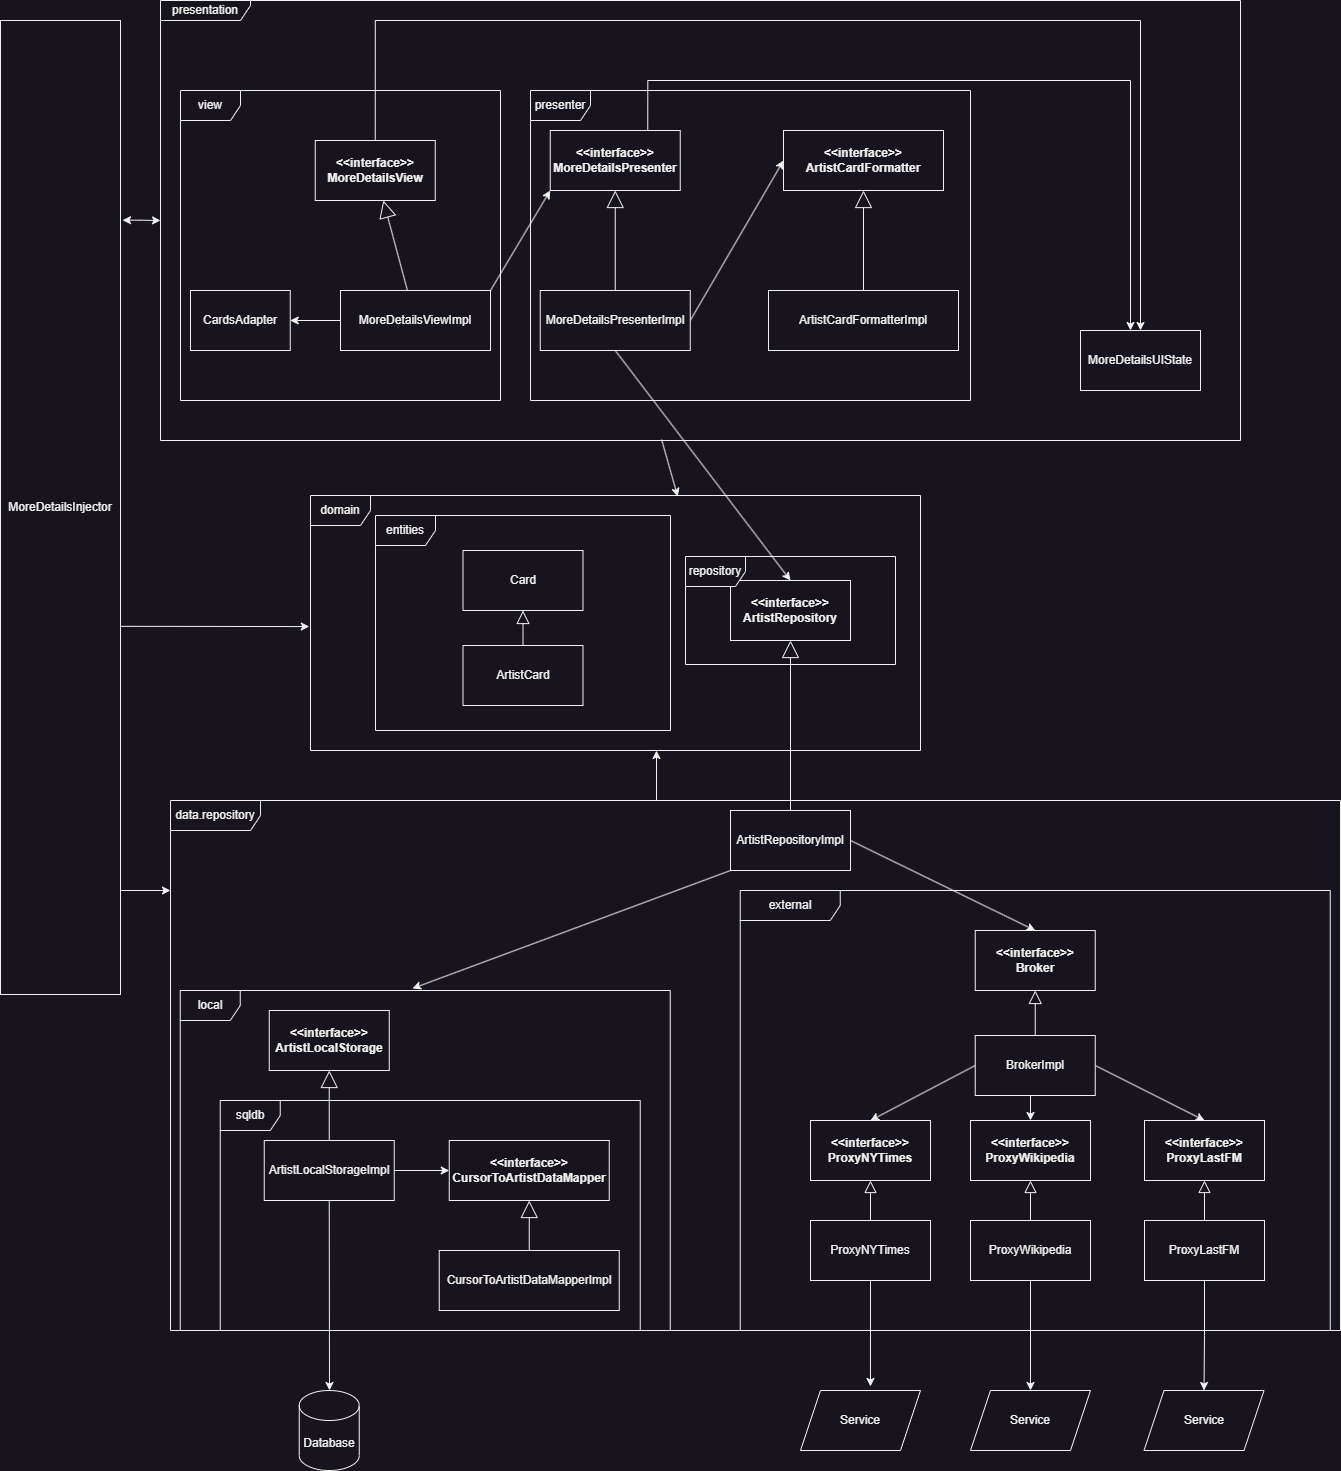 presentation
view
presenter
<<interface>>
MoreDetailsView
<<interface>>
MoreDetailsPresenter
<<interface>>
ArtistCardFormatter
CardsAdapter
MoreDetailsViewImpl
MoreDetailsPresenterImpl
ArtistCardFormatterImpl
MoreDetailsUIState
MoreDetailsInjector
domain
entities
Card
repository
<<interface>>
ArtistRepository
ArtistCard
data.repository
ArtistRepositoryImpl
external
<<interface>>
Broker
local
<<interface>>
ArtistLocalStorage
BrokerImpl
sqldb
ArtistLocalStorageImpl
<<interface>>
CursorToArtistDataMapper
<<interface>>
ProxyNYTimes
<<interface>>
ProxyWikipedia
<<interface>>
ProxyLastFM
CursorToArtistDataMapperImpl
ProxyNYTimes
ProxyWikipedia
ProxyLastFM
Database
Service
Service
Service